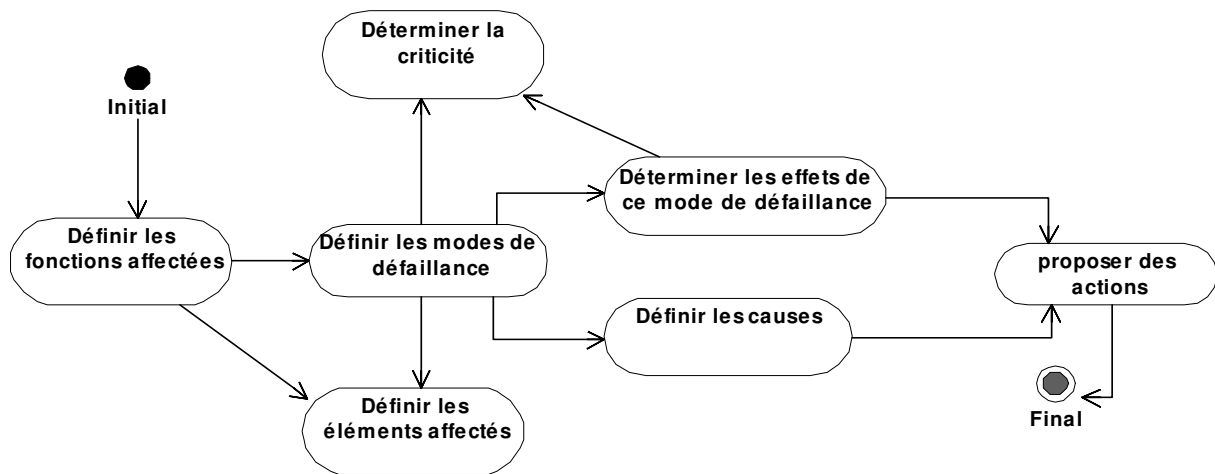 Déterminer la
criticité
Initial
Déterminer les effets de
ce mode de défaillance
Définir les
fonctions affectées
Définir les modes de
défaillance
proposer des
actions
Définir les causes
Définir les
éléments affectés
Final